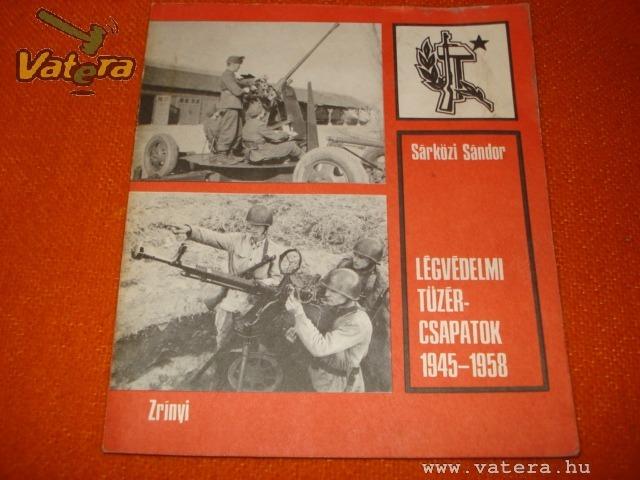 Vatera
Sárközi Sándor
LÉGVÉDELMI
TÜZÉR-
CSAPATOK
1945–1958
Zrínyi
www.vatera.hu